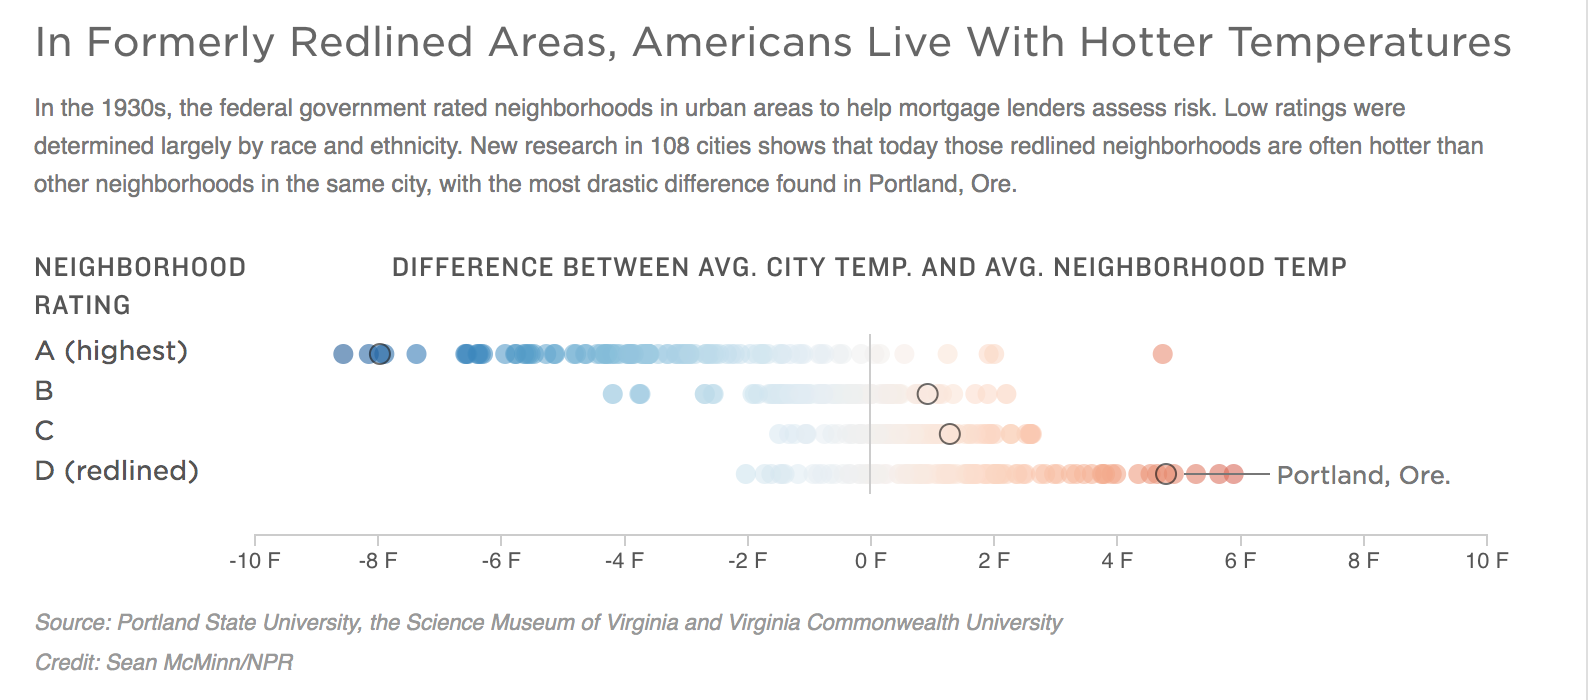 In Formerly Redlined Areas, Americans Live With Hotter Temperatures
In the 1930s, the federal government rated neighborhoods in urban areas to help mortgage lenders assess risk. Low ratings were
determined largely by race and ethnicity. New research in 108 cities shows that today those redlined neighborhoods are often hotter than
other neighborhoods in the same city, with the most drastic difference found in Portland, Ore.
NEIGHBORHOOD
RATING
DIFFERENCE BETWEEN AVG. CITY TEMP. AND AVG. NEIGHBORHOOD TEMP
A (highest)
B
C
D (redlined)
Portland, Ore.
-10 F -8 F -6 F -4 F -2 F 0 F 2 F 4 F 6 F 8 F 10 F
Source: Portland State University, the Science Museum of Virginia and Virginia Commonwealth University
Credit: Sean McMinn/NPR